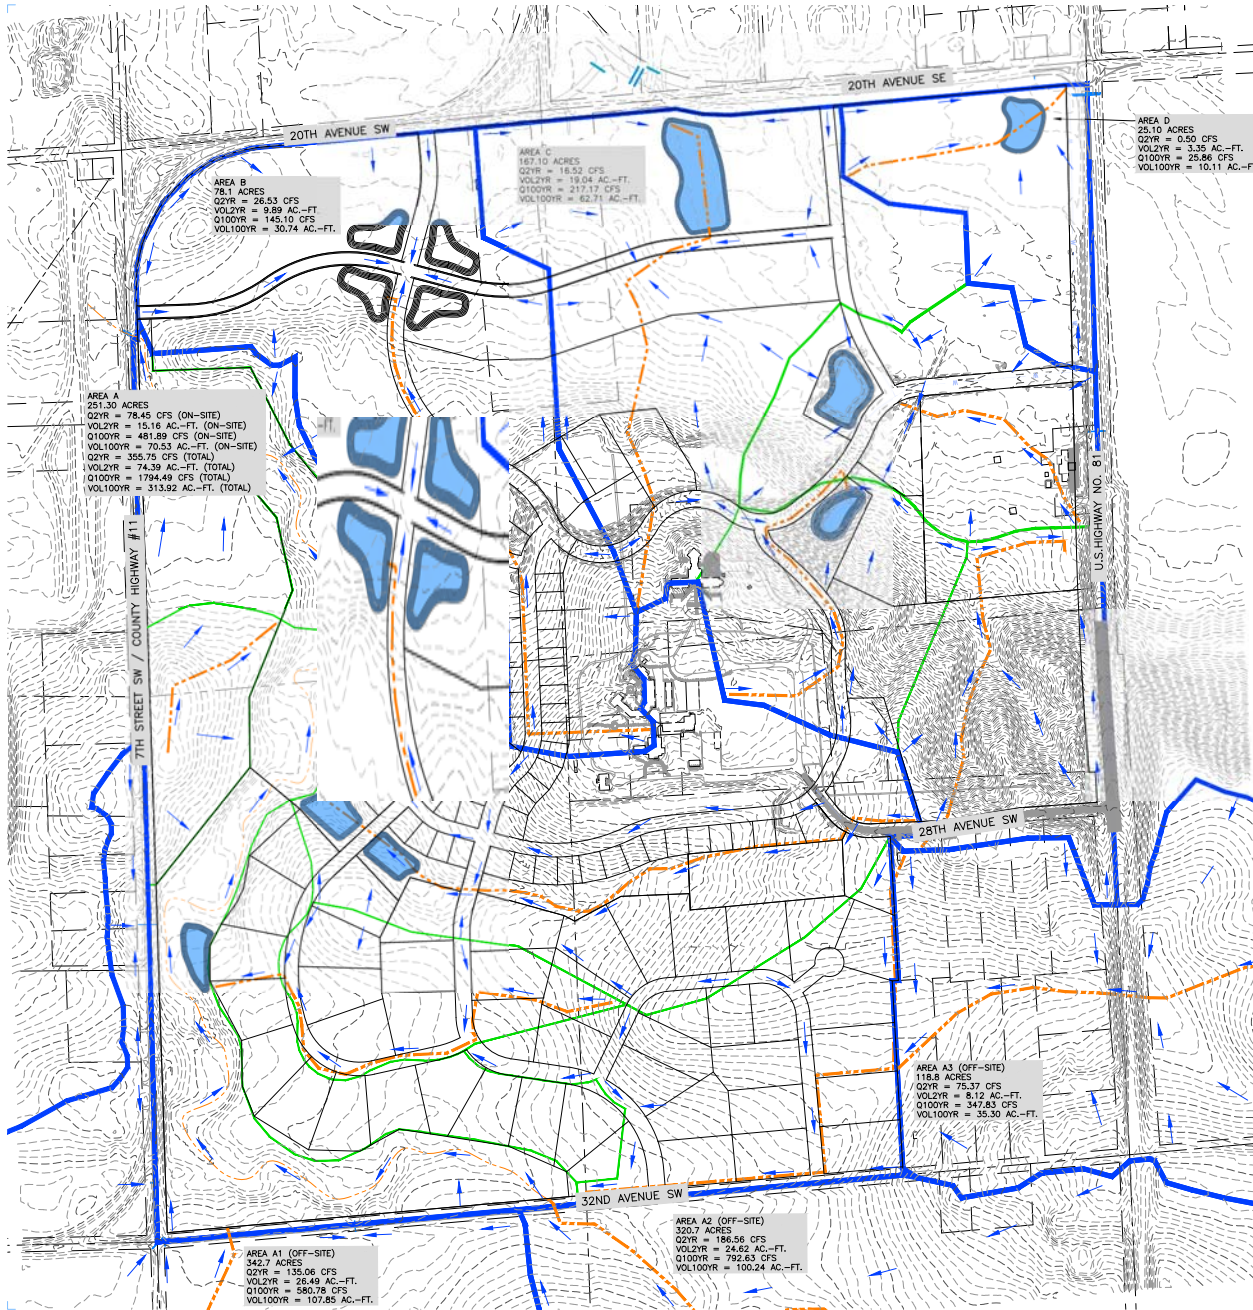 20TH AVENUE SE
20TH AVENUE SW
AREA D
25.10 ACRES
Q2YR = 0.50 CFS
VOL2YR = 3.35 AC.-FT.
Q100YR = 25.86 CFS
VOL100YR = 10.11 AC.-F
AREA C
167.10 ACRES
Q2YR = 16.52 CFS
VOL2YR = 19.04 AC.-FT.
Q100YR = 217.17 CFS
VOL100YR = 62.71 AC.-FT.
AREA B
78.1 ACRES
Q2YR = 26.53 CFS
VOL2YR = 9.89 AC.-FT.
Q100YR = 145.10 CFS
VOL100YR = 30.74 AC.-FT.
AREA A
251.30 ACRES
Q2YR = 78.45 CFS (ON-SITE)
VOL2YR = 15.16 AC.-FT. (ON-SITE)
Q100YR = 481.89 CFS (ON-SITE)
VOL100YR = 70.53 AC.-FT. (ON-SITE)
Q2YR = 355.75 CFS (TOTAL)
VOL2YR = 74.39 AC.-FT. (TOTAL)
Q100YR = 1794.49 CFS (TOTAL)
VOL100YR = 313.92 AC.-FT. (TOTAL)
-FT.
U.S.HIGHWAY NO. 81
7TH STREET SW / COUNTY HIGHWAY #11
28TH AVENUE SW
AREA A3 (OFF-SITE)
118.8 ACRES
Q2YR = 75.37 CFS
VOL2YR = 8.12 AC.-FT.
Q100YR = 347.83 CFS
VOL100YR = 35.30 AC.-FT.
32ND AVENUE SW
AREA A2 (OFF-SITE)
320.7 ACRES
Q2YR = 186.56 CFS
VOL2YR = 24.62 AC.-FT.
Q100YR = 792.63 CFS
VOL100YR = 100.24 AC.-FT.
AREA A1 (OFF-SITE)
342.7 ACRES
Q2YR = 135.06 CFS
VOL2YR = 26.49 AC.-FT.
Q100YR = 580.78 CFS
VOL100YR = 107.85 AC.-FT.